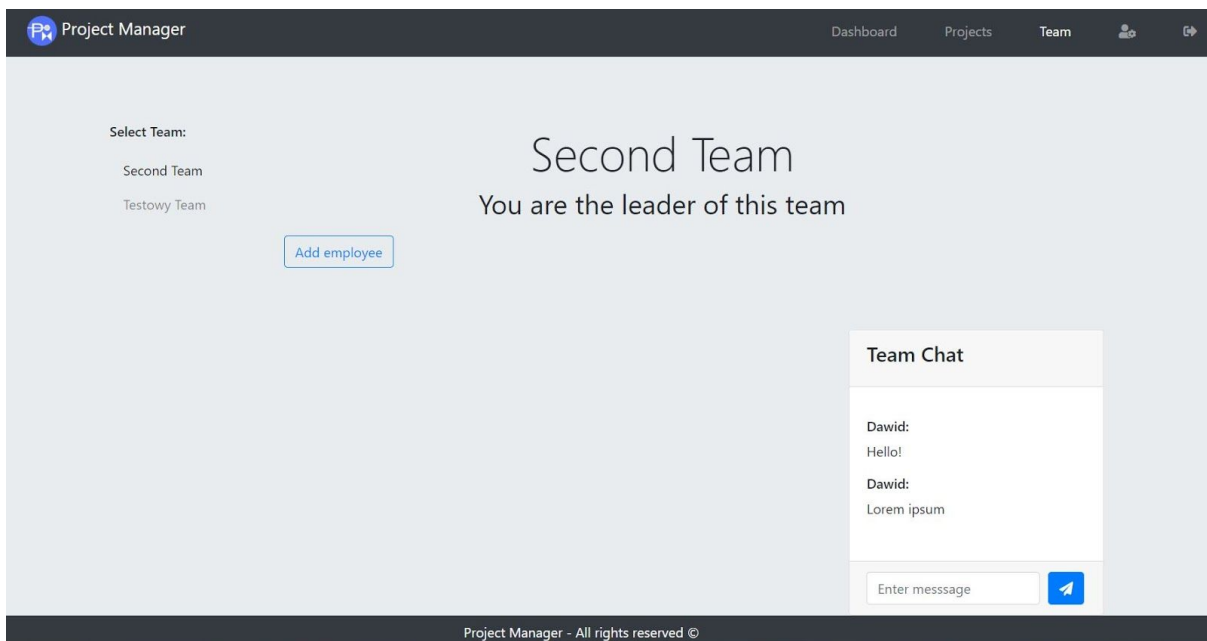 Project Manager
Dashboard Projects Team
Select Team:
Second Team
Testowy Team
Second Team
You are the leader of this team
Add employee
Team Chat
Dawid:
Hello!
Dawid:
Lorem ipsum
Enter messsage
Project Manager - All rights reserved ©